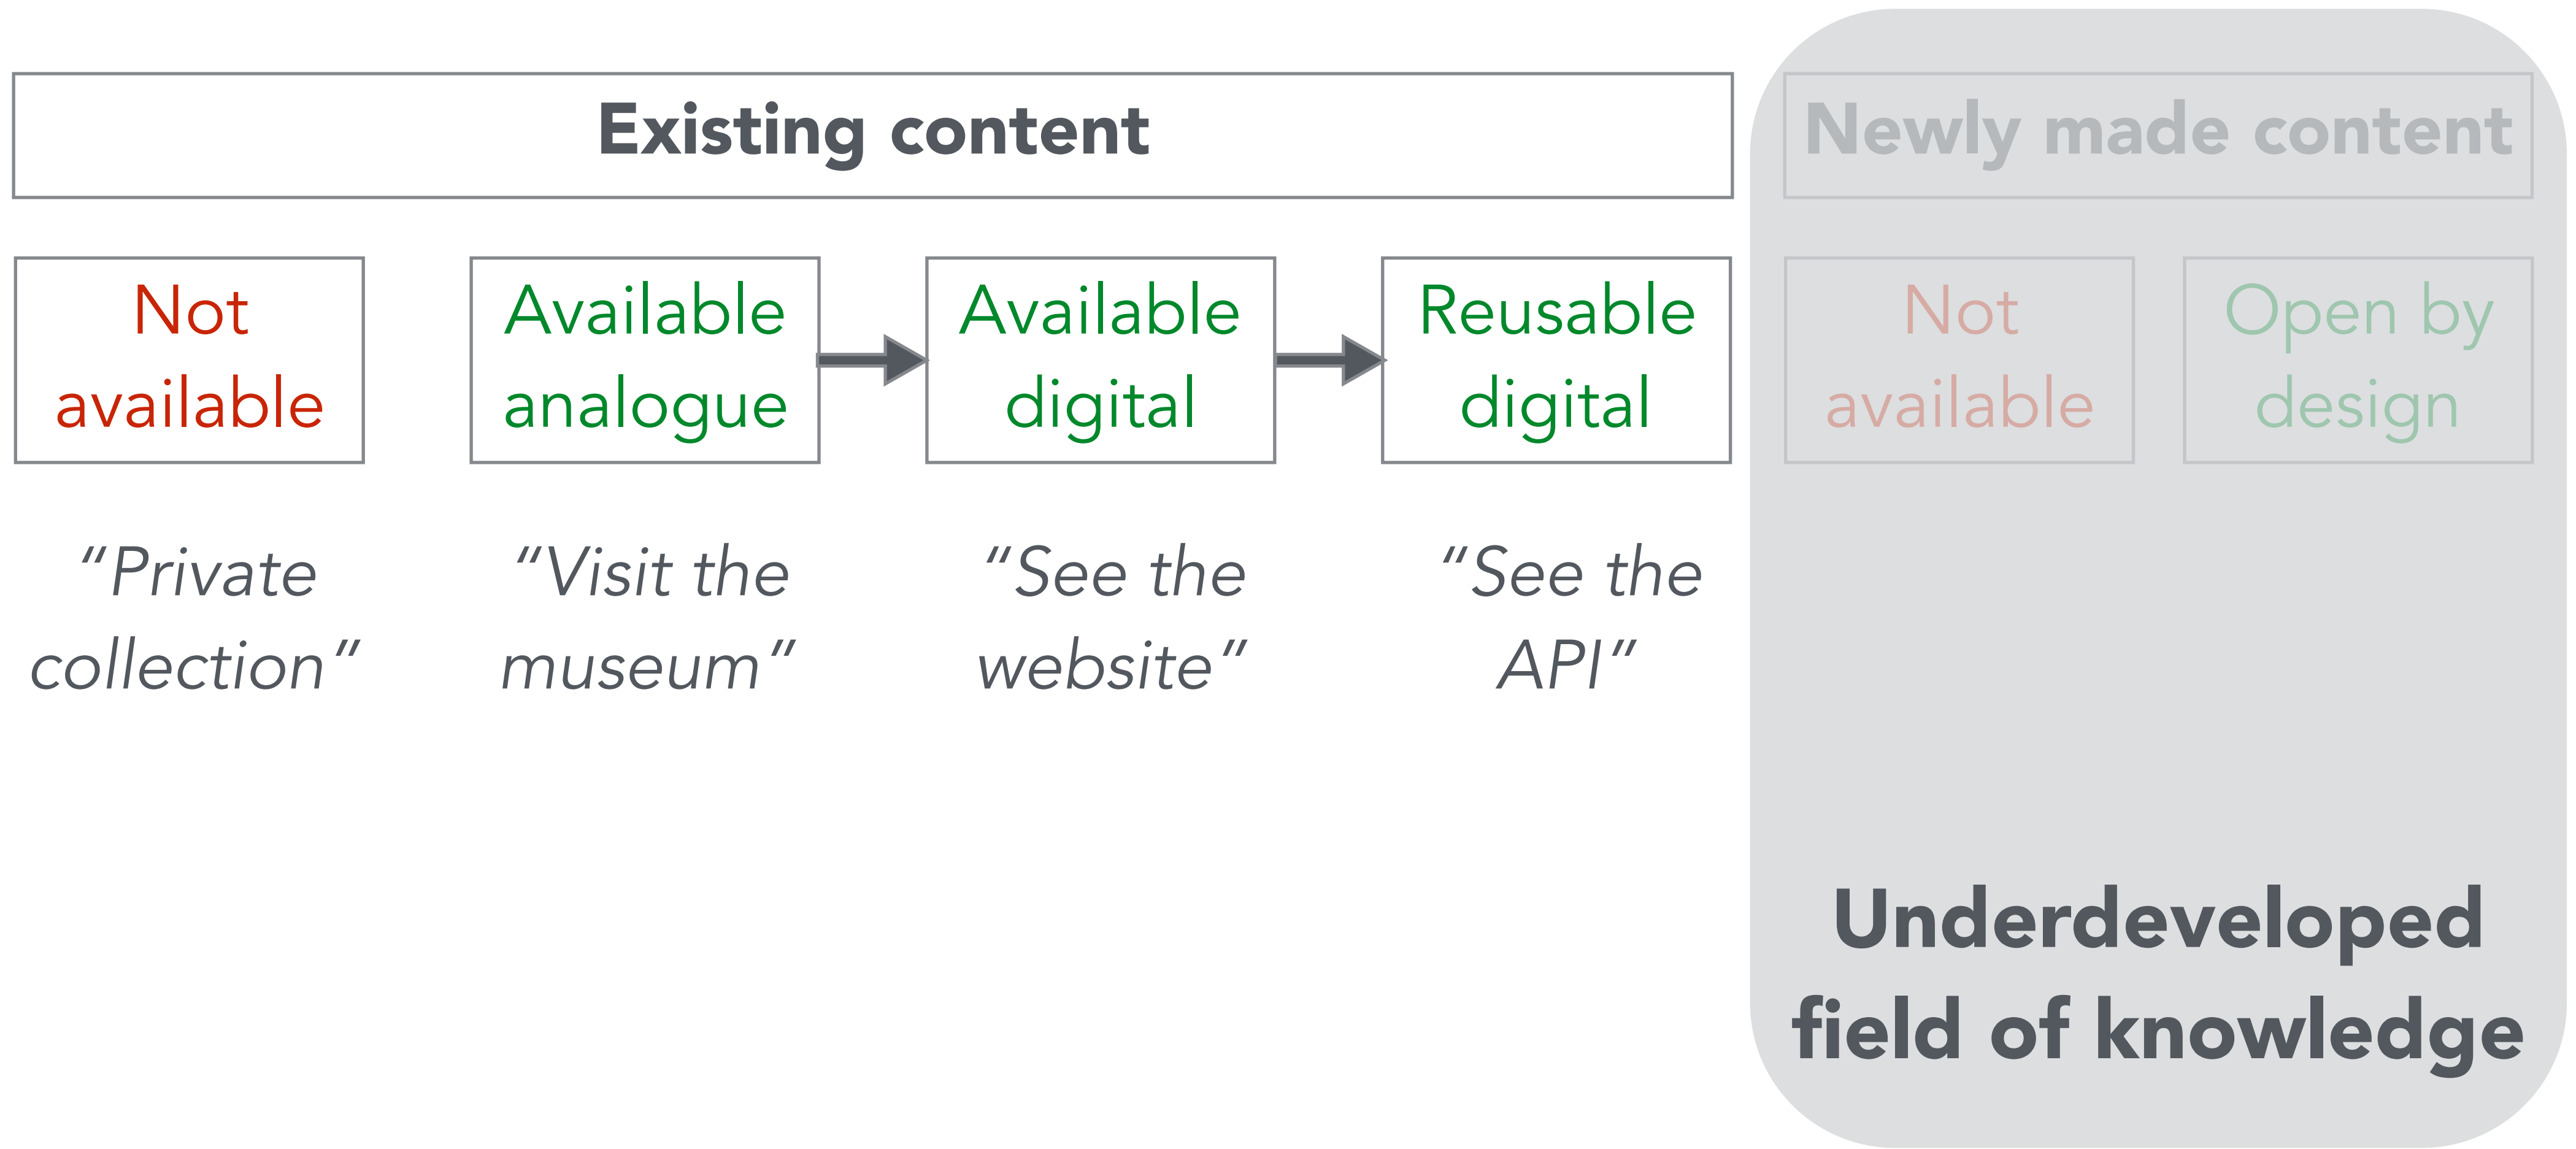 Existing content
Newly made content
Not
available
Available
analogue
Available
digital
Reusable
digital
Not
available
Open by
design
“Private
collection”
“Visit the
museum”
“See the
website”
“See the
API”
Underdeveloped
field of knowledge